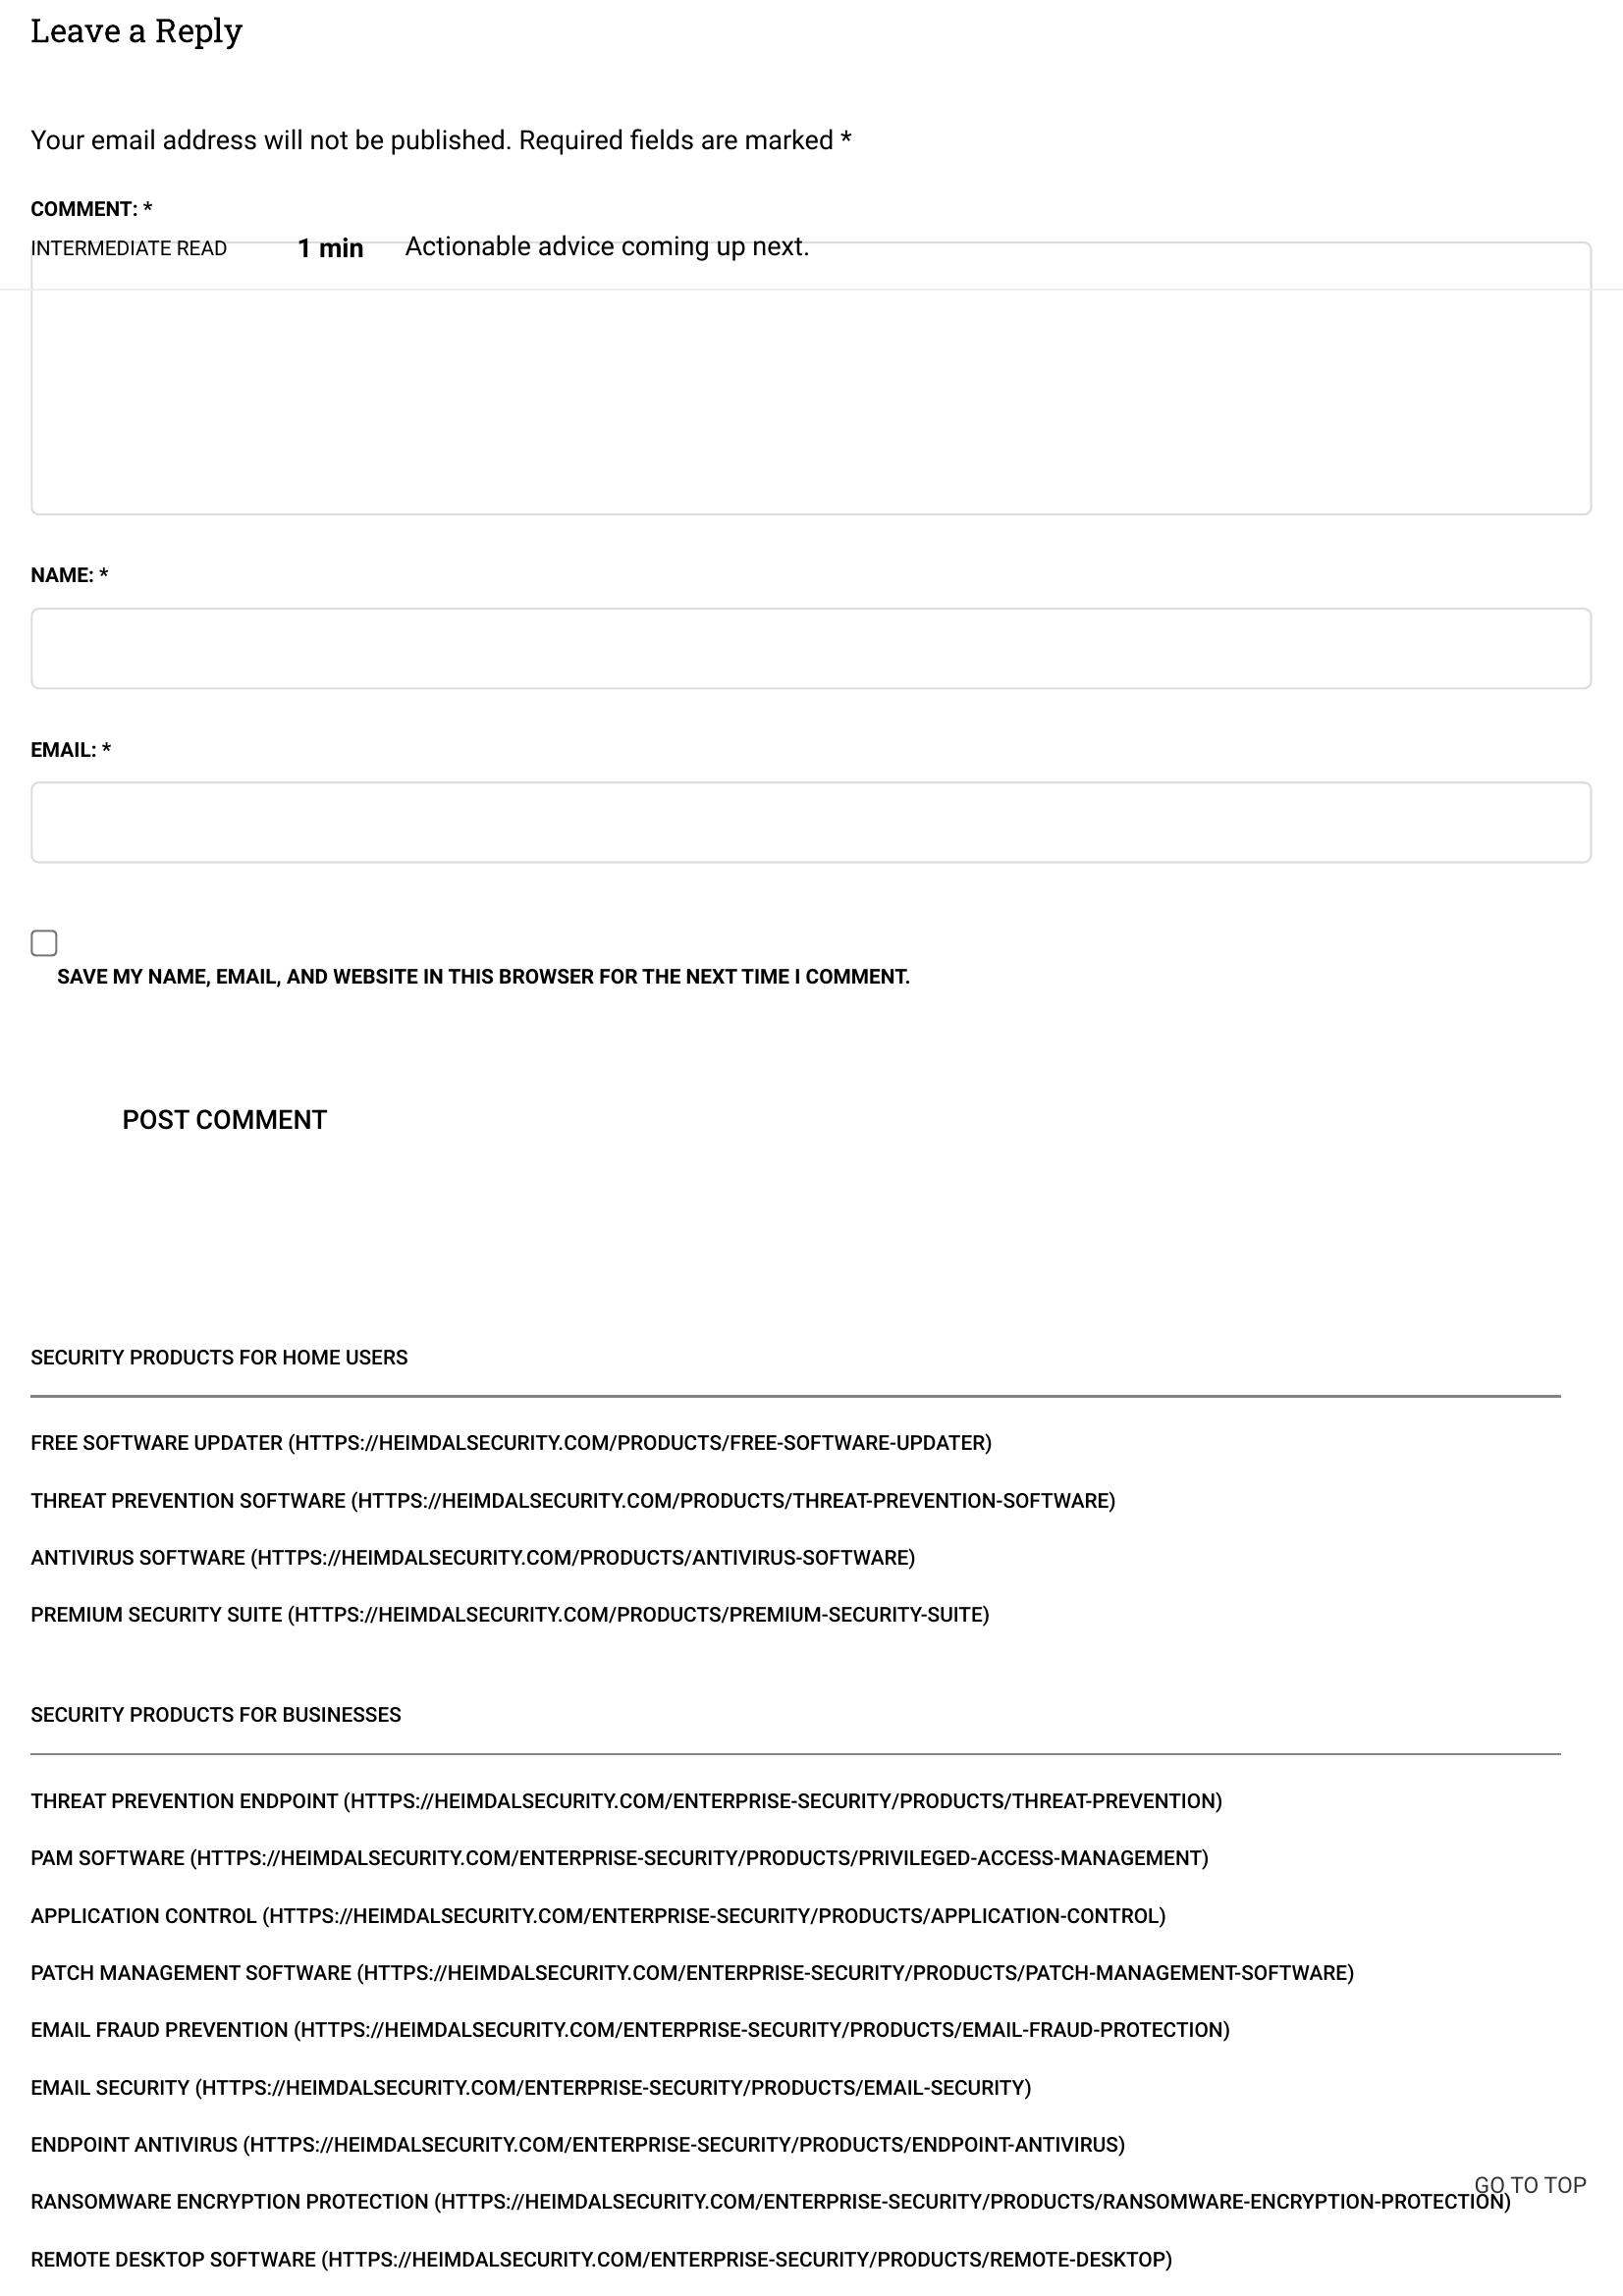 Leave a Reply
Your email address will not be published. Required fields are marked *
COMMENT: *
INTERMEDIATE READ 1 min Actionable advice coming up next.
NAME: *
EMAIL: *
SAVE MY NAME, EMAIL, AND WEBSITE IN THIS BROWSER FOR THE NEXT TIME I COMMENT.
POST COMMENT
SECURITY PRODUCTS FOR HOME USERS
FREE SOFTWARE UPDATER (HTTPS://HEIMDALSECURITY.COM/PRODUCTS/FREE-SOFTWARE-UPDATER)
THREAT PREVENTION SOFTWARE (HTTPS://HEIMDALSECURITY.COM/PRODUCTS/THREAT-PREVENTION-SOFTWARE)
ANTIVIRUS SOFTWARE (HTTPS://HEIMDALSECURITY.COM/PRODUCTS/ANTIVIRUS-SOFTWARE)
PREMIUM SECURITY SUITE (HTTPS://HEIMDALSECURITY.COM/PRODUCTS/PREMIUM-SECURITY-SUITE)
SECURITY PRODUCTS FOR BUSINESSES
THREAT PREVENTION ENDPOINT (HTTPS://HEIMDALSECURITY.COM/ENTERPRISE-SECURITY/PRODUCTS/THREAT-PREVENTION)
PAM SOFTWARE (HTTPS://HEIMDALSECURITY.COM/ENTERPRISE-SECURITY/PRODUCTS/PRIVILEGED-ACCESS-MANAGEMENT)
APPLICATION CONTROL (HTTPS://HEIMDALSECURITY.COM/ENTERPRISE-SECURITY/PRODUCTS/APPLICATION-CONTROL)
PATCH MANAGEMENT SOFTWARE (HTTPS://HEIMDALSECURITY.COM/ENTERPRISE-SECURITY/PRODUCTS/PATCH-MANAGEMENT-SOFTWARE)
EMAIL FRAUD PREVENTION (HTTPS://HEIMDALSECURITY.COM/ENTERPRISE-SECURITY/PRODUCTS/EMAIL-FRAUD-PROTECTION)
EMAIL SECURITY (HTTPS://HEIMDALSECURITY.COM/ENTERPRISE-SECURITY/PRODUCTS/EMAIL-SECURITY)
ENDPOINT ANTIVIRUS (HTTPS://HEIMDALSECURITY.COM/ENTERPRISE-SECURITY/PRODUCTS/ENDPOINT-ANTIVIRUS)
GO TO TOP
RANSOMWARE ENCRYPTION PROTECTION (HTTPS://HEIMDALSECURITY.COM/ENTERPRISE-SECURITY/PRODUCTS/RANSOMWARE-ENCRYPTION-PROTECTION)
REMOTE DESKTOP SOFTWARE (HTTPS://HEIMDALSECURITY.COM/ENTERPRISE-SECURITY/PRODUCTS/REMOTE-DESKTOP)